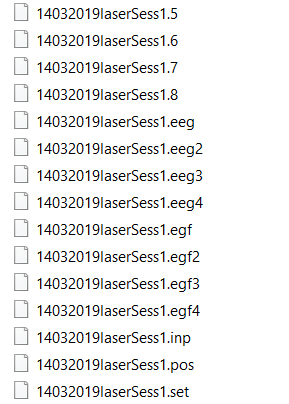 14032019laserSess1.5
14032019laserSess1.6
14032019laserSess1.7
14032019laserSess1.8
14032019laserSess1.eeg
14032019laserSess1.eeg2
14032019laserSess1.eeg3
14032019laserSess1.eeg4
14032019laserSess1.egf
14032019laserSess1.egf2
14032019laserSess1.egf3
14032019laserSess1.egf4
14032019laserSess1.inp
14032019laserSess1.pos
14032019laserSess1.set